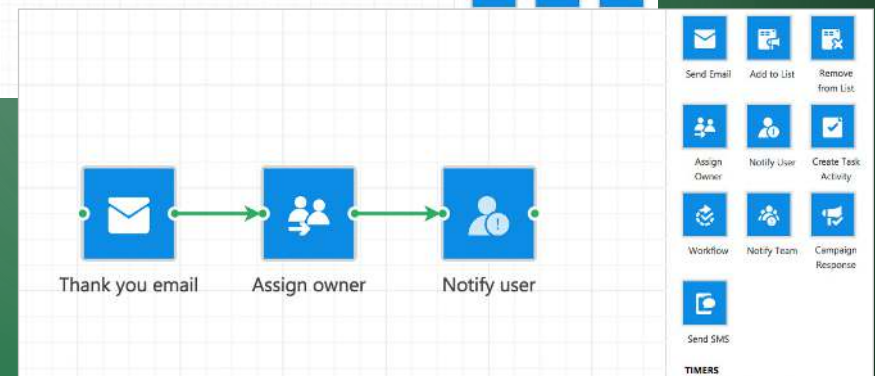 Thank you email
Assign owner
Notify user
Send Email
Add to List
Remove
from List
Assign
Owner
Notify User
Create Task
Activity
Workflow
Notify Team
Campaign
Response
Send SMS
TIMERS